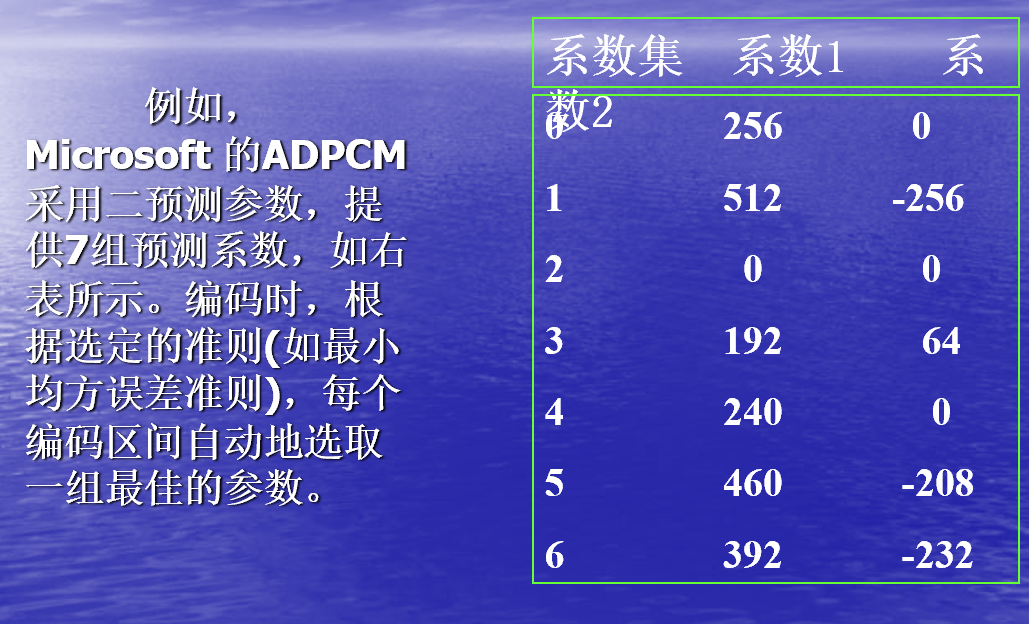 例如，
Microsoft 的ADPCM
采用二预测参数，提
供7组预测系数，如右
表所示。编码时，根
据选定的准则(如最小
均方误差准则)，每个
编码区间自动地选取
一组最佳的参数。
系数集 系数1 系
数2
0 256 0
1 512 -256
2 0 0
3 192 64
4 240 0
5 460 -208
6 392 -232